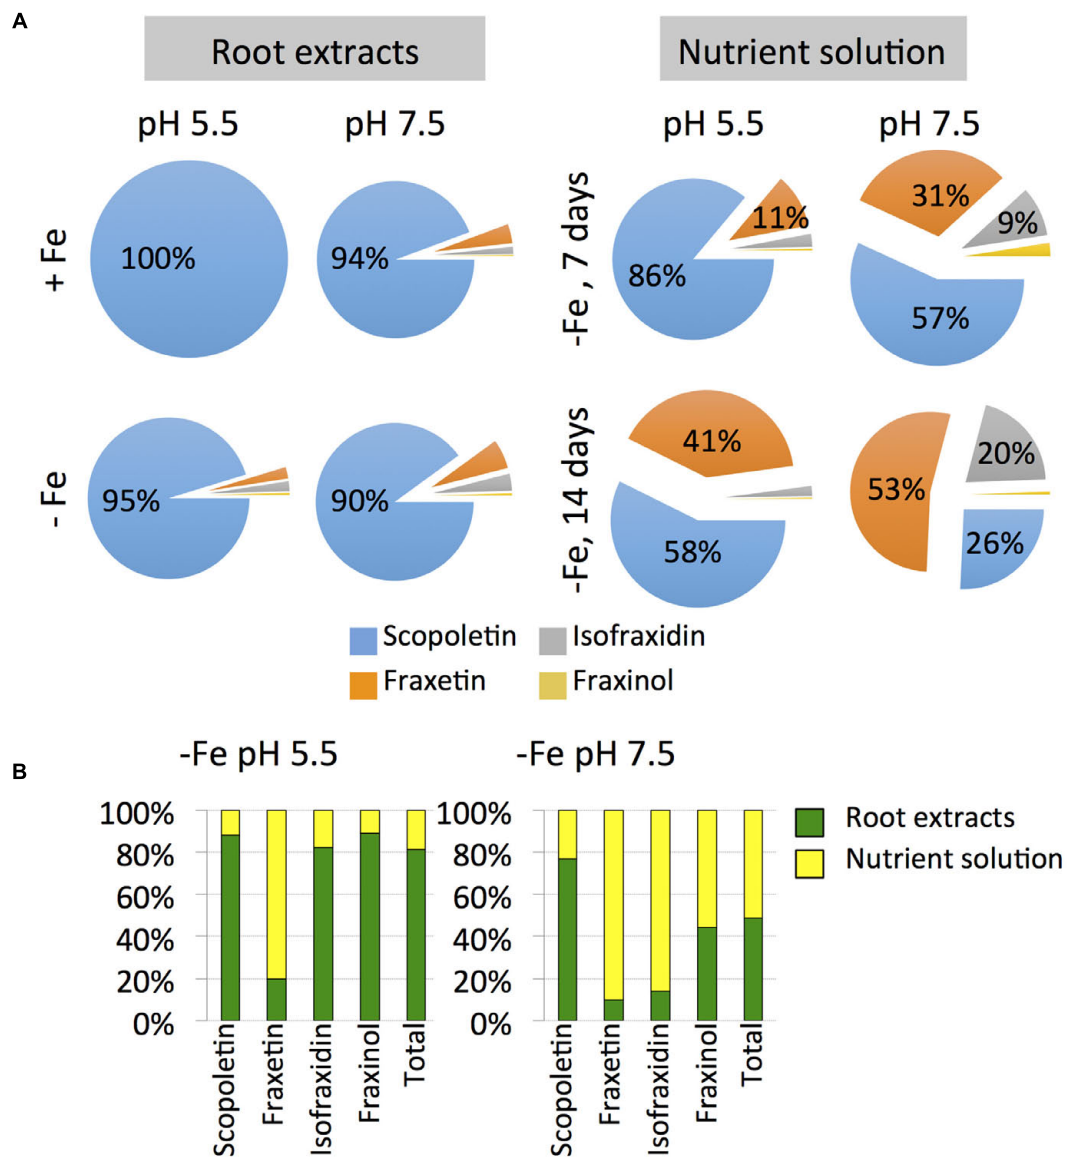 A
Root extracts
Nutrient solution
pH 5.5
pH 7.5
pH 5.5
pH 7.5
+ Fe
100%
94%
-Fe , 7 days
86%
11%
31%
9%
57%
- Fe
95%
90%
-Fe, 14 days
41%
58%
53%
20%
26%
Scopoletin
Isofraxidin
Fraxetin
Fraxinol
B
-Fe pH 5.5
-Fe pH 7.5
100%
80%
60%
40%
20%
0%
Scopoletin
Fraxetin
Isofraxidin
Fraxinol
Total
100%
80%
60%
40%
20%
0%
Scopoletin
Fraxetin
Isofraxidin
Fraxinol
Total
Root extracts
Nutrient solution